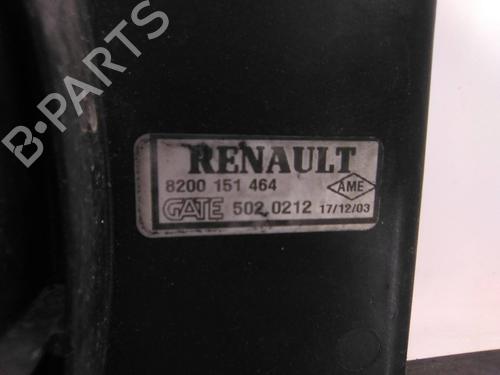 B-PARTS
RENAULT
8200 151 464
AME
GATE 502 0212 17/12/03